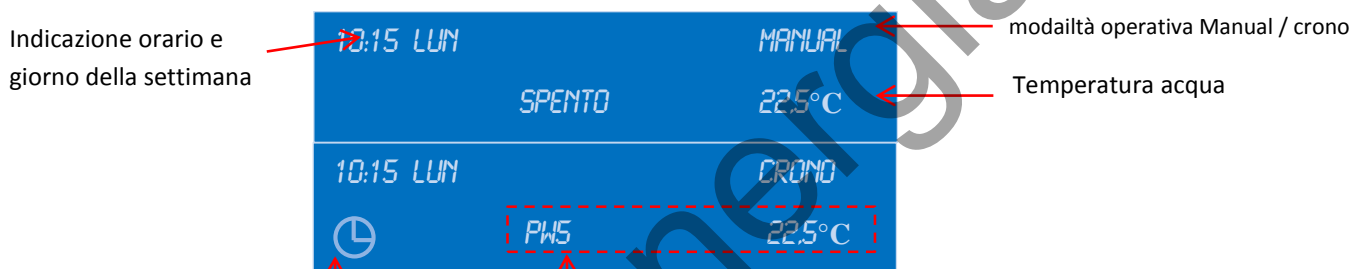 Indicazione orario e
giorno della settimana
10:15 LUN MANUAL
SPENTO 22,5°C
modailtà operativa Manual / crono
Temperatura acqua
10:15 LUN CRONO
PW5 22,5°C